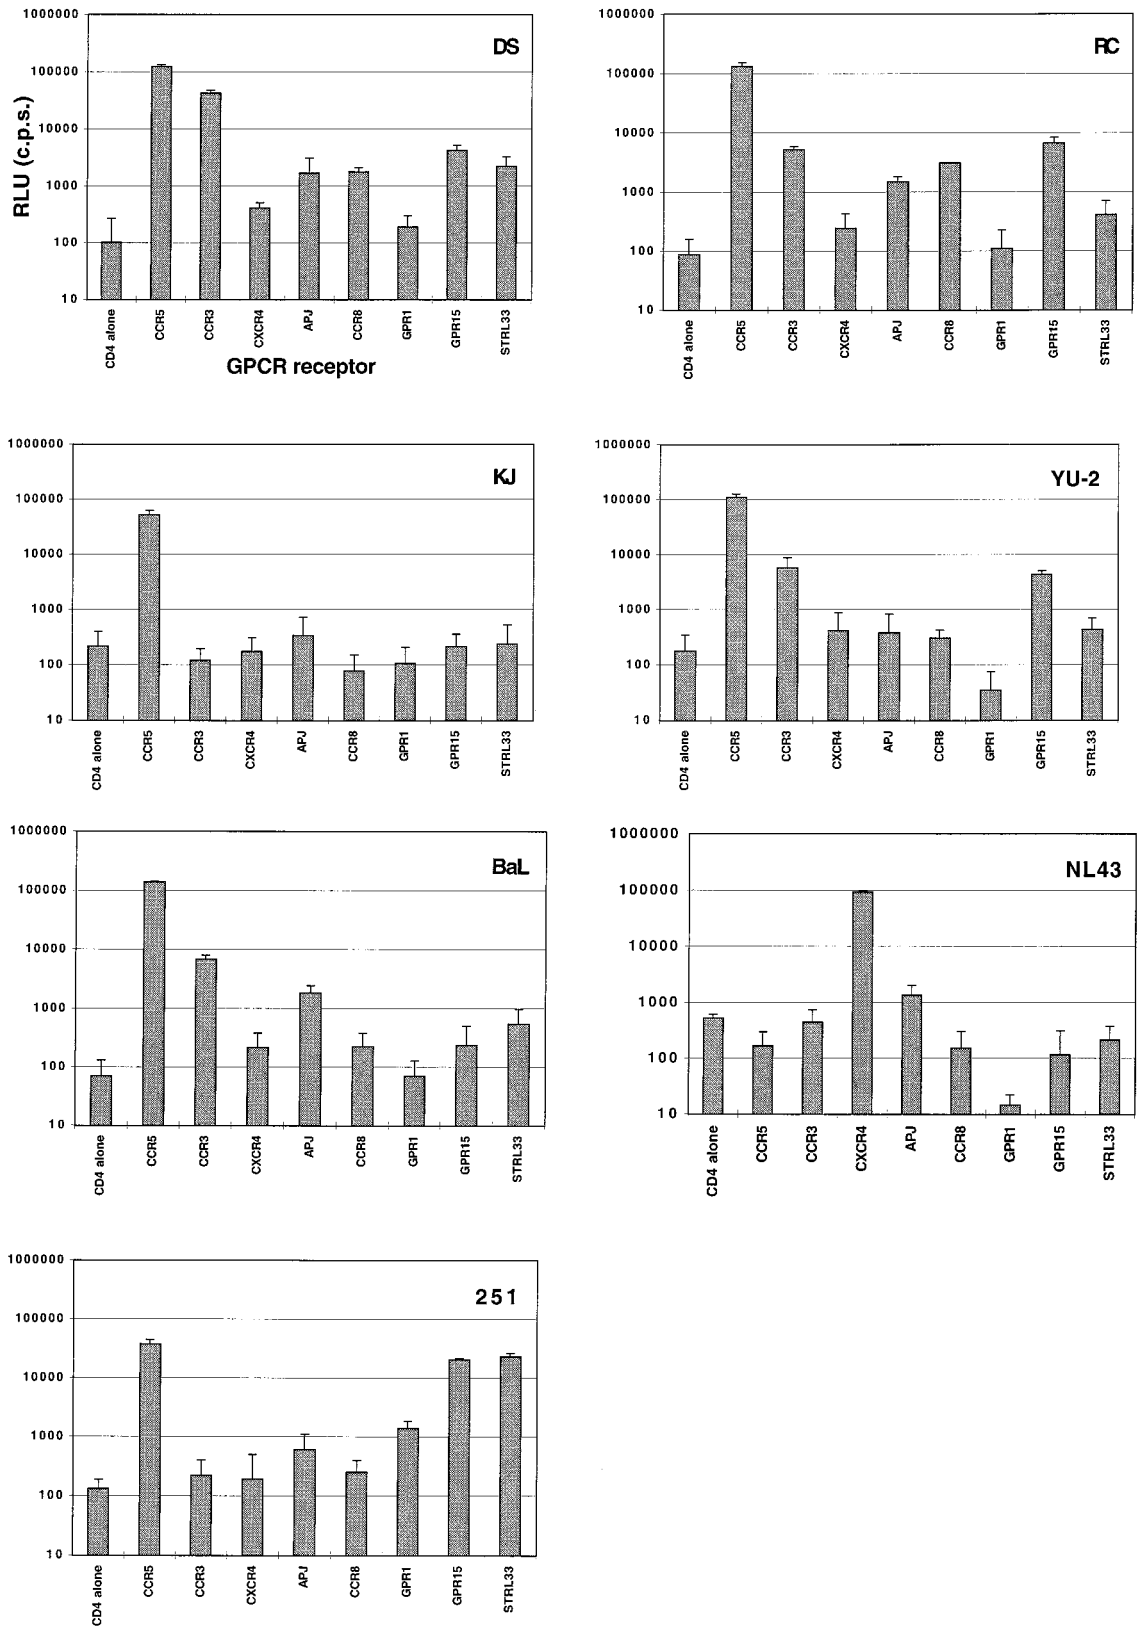 DS
1000000
100000
10000
1000
100
10
RLU (c.p.s.)
CD4 alone
CCR5
CCR3
CXCR4
APJ
CCR8
GPR1
GPR15
STRL33
GPCR receptor
RC
1000000
100000
10000
1000
100
10
CD4 alone
CCR5
CCR3
CXCR4
APJ
CCR8
GPR1
GPR15
STRL33
KJ
1000000
100000
10000
1000
100
10
CD4 alone
CCR5
CCR3
CXCR4
APJ
CCR8
GPR1
GPR15
STRL33
YU-2
1000000
100000
10000
1000
100
10
CD4 alone
CCR5
CCR3
CXCR4
APJ
CCR8
GPR1
GPR15
STRL33
BaL
1000000
100000
10000
1000
100
10
CD4 alone
CCR5
CCR3
CXCR4
APJ
CCR8
GPR1
GPR15
STRL33
NL43
1000000
100000
10000
1000
100
10
CD4 alone
CCR5
CCR3
CXCR4
APJ
CCR8
GPR1
GPR15
STRL33
251
1000000
100000
10000
1000
100
10
CD4 alone
CCR5
CCR3
CXCR4
APJ
CCR8
GPR1
GPR15
STRL33